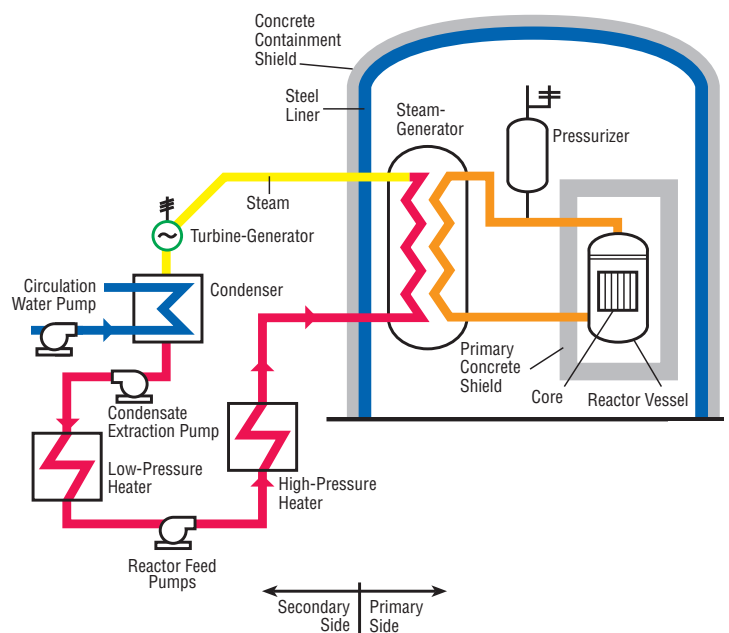 Concrete
Containment
Shield
Steel
Liner
Steam-
Generator
Pressurizer
Steam
Turbine-Generator
Circulation
Water Pump
Condenser
Primary
Concrete
Shield
Core
Reactor Vessel
Condensate
Extraction Pump
Low-Pressure
Heater
High-Pressure
Heater
Reactor Feed
Pumps
Secondary
Side
Primary
Side